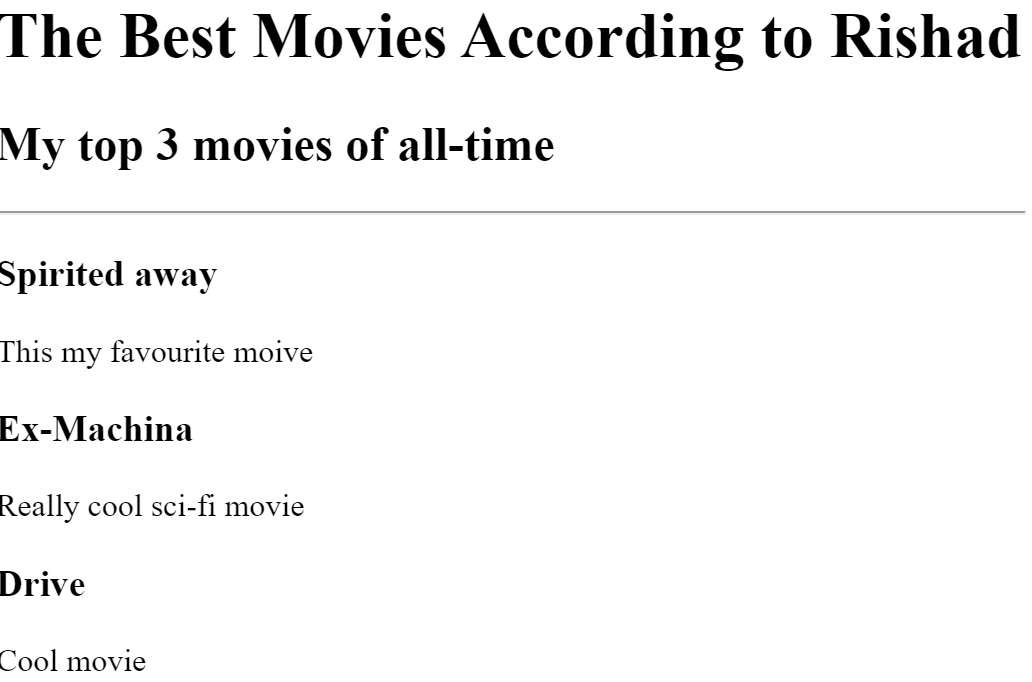 The Best Movies According to Rishad
My top 3 movies of all-time
Spirited away
This my favourite moive
Ex-Machina
Really cool sci-fi movie
Drive
Cool movie